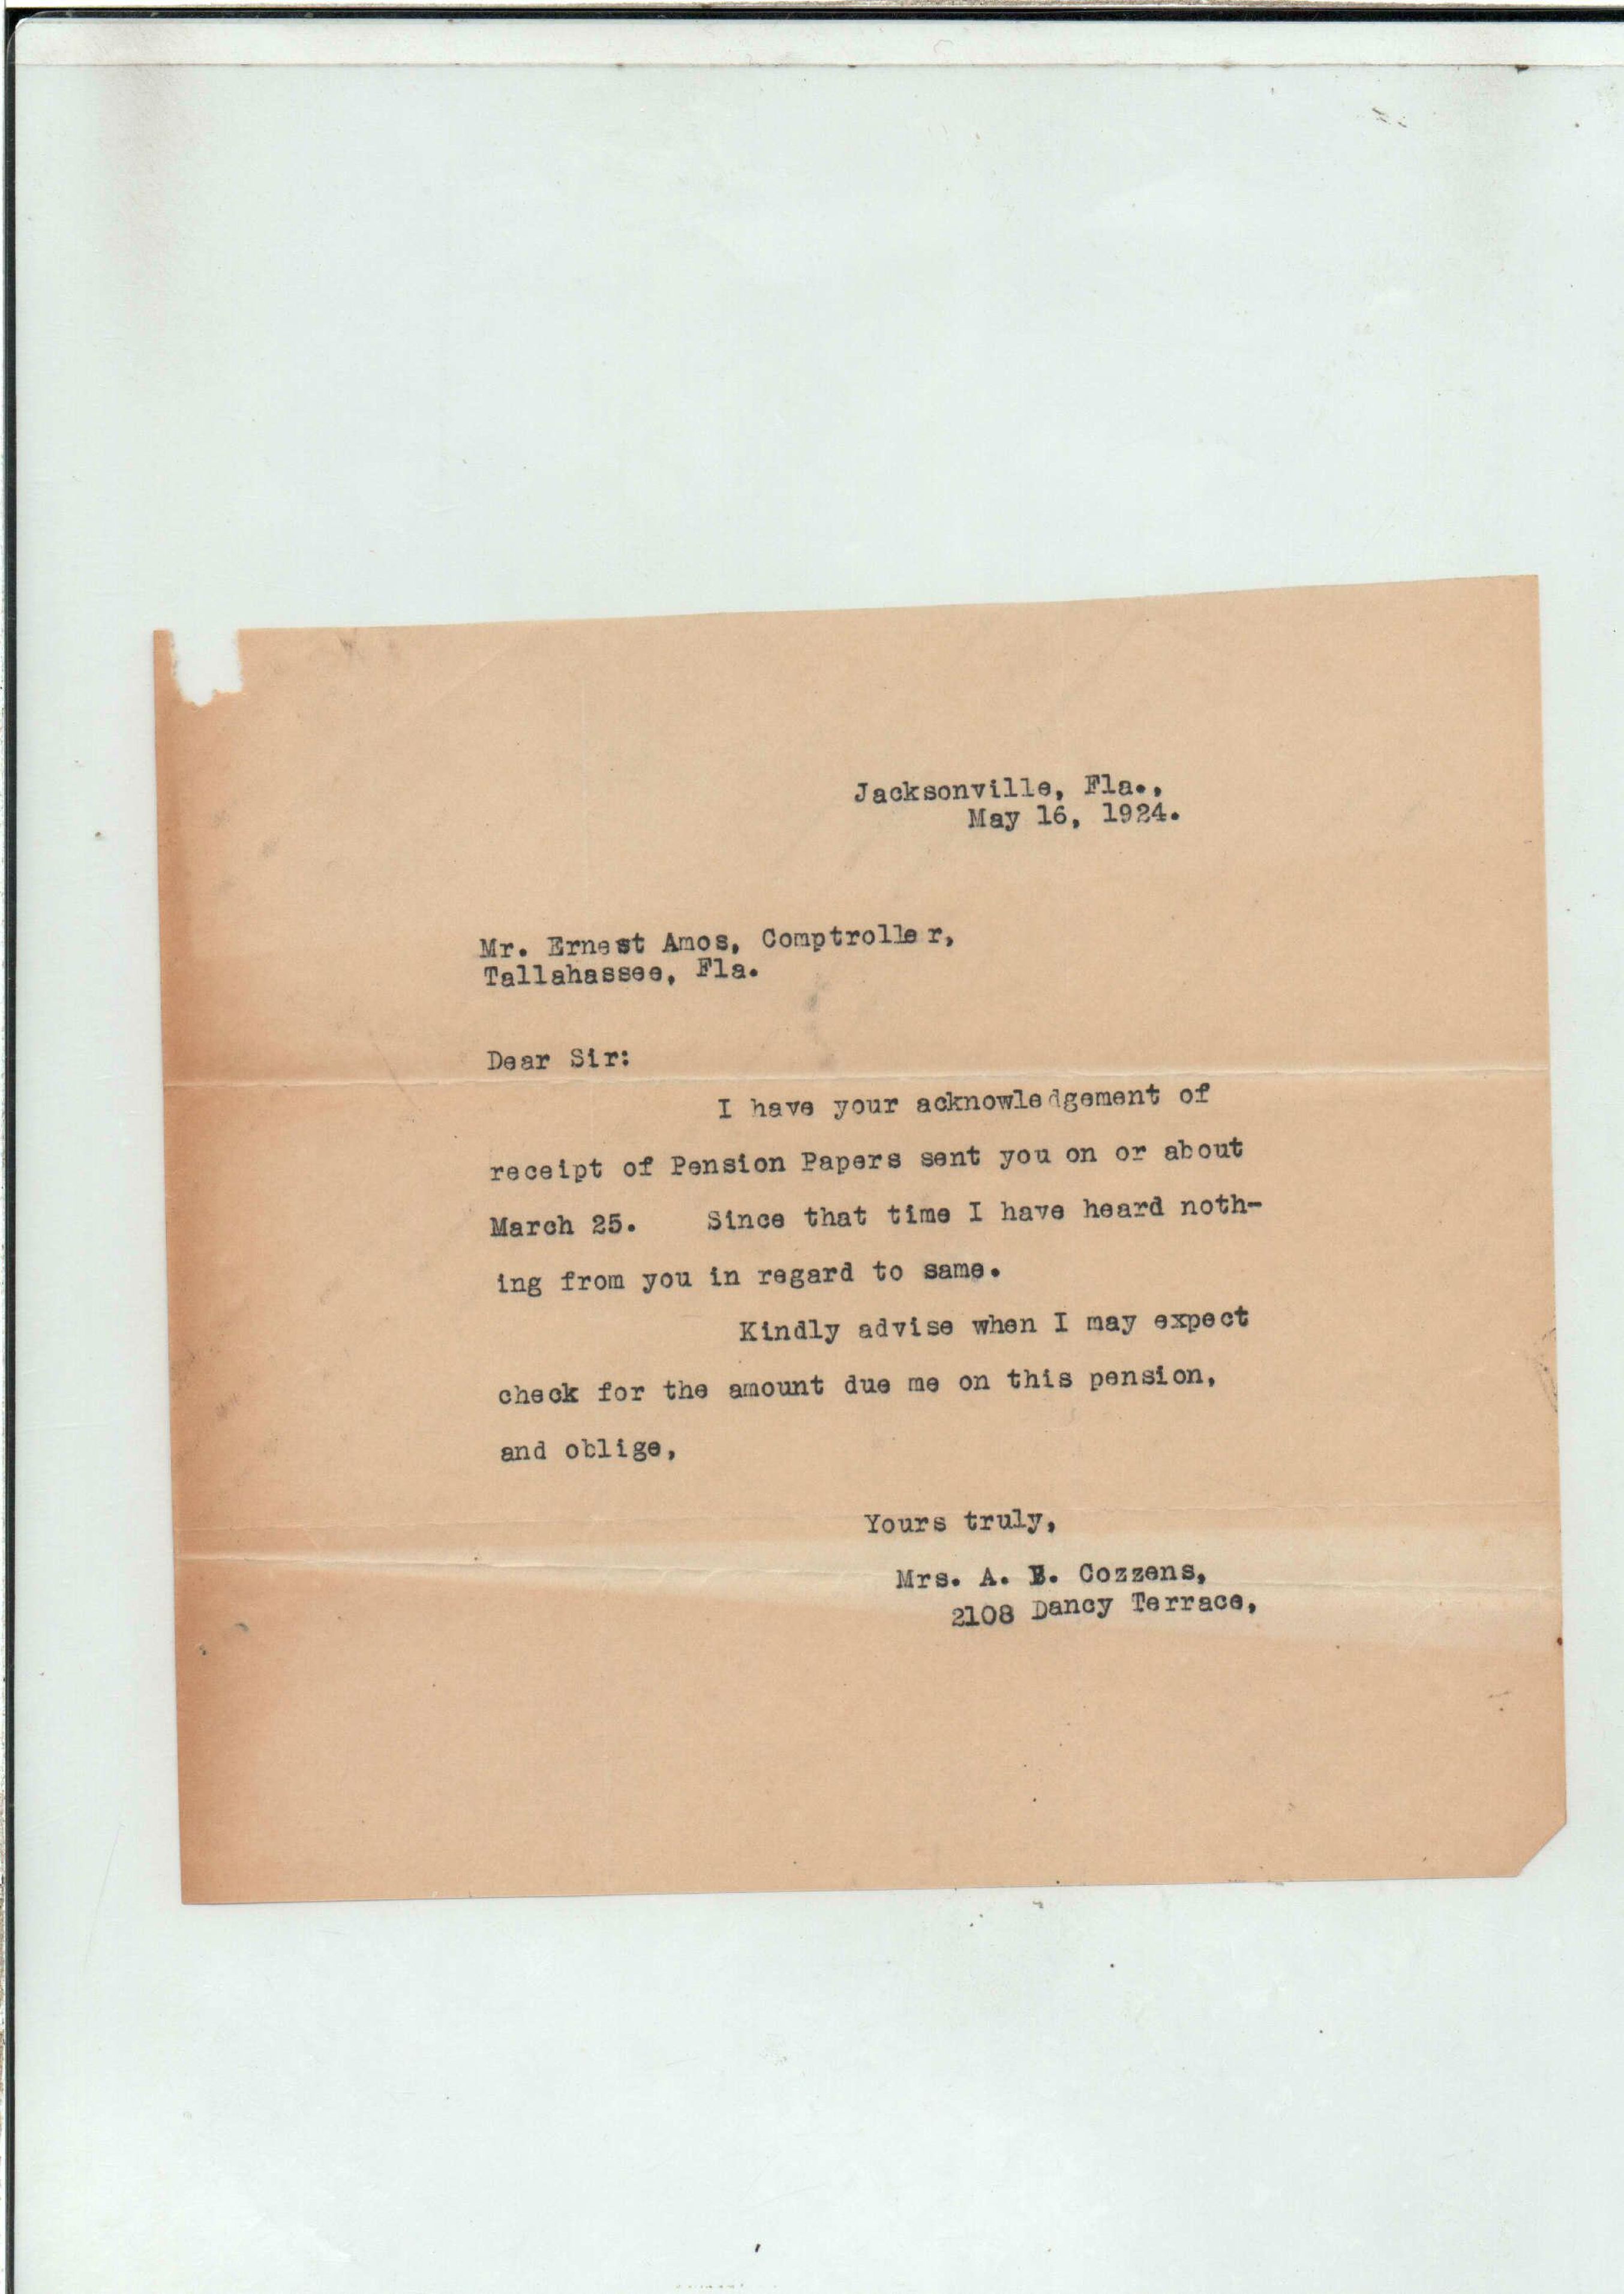 Jacksonville, Fla.,
May 16, 1924.
Mr. Ernest Amos, Comptroller,
Tallahassee, Fla.
Dear Sir:
I have your acknowledgement of
receipt of Pension Papers sent you on or about
March 25. Since that time I have heard noth-
ing from you in regard to same.
Kindly advise when I may expect
check for the amount due me on this pension,
and oblige,
Yours truly,
Mrs. A. Cozzens,
2108 Dancy Terrace,